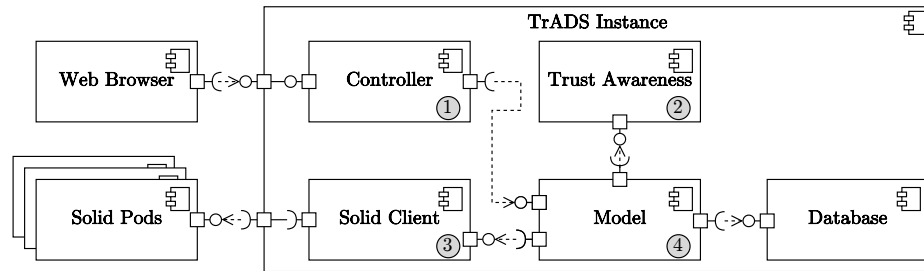 TrADS Instance
Web Browser
Controller
1
Trust Awareness
2
Solid Pods
Solid Client
3
Model
4
Database